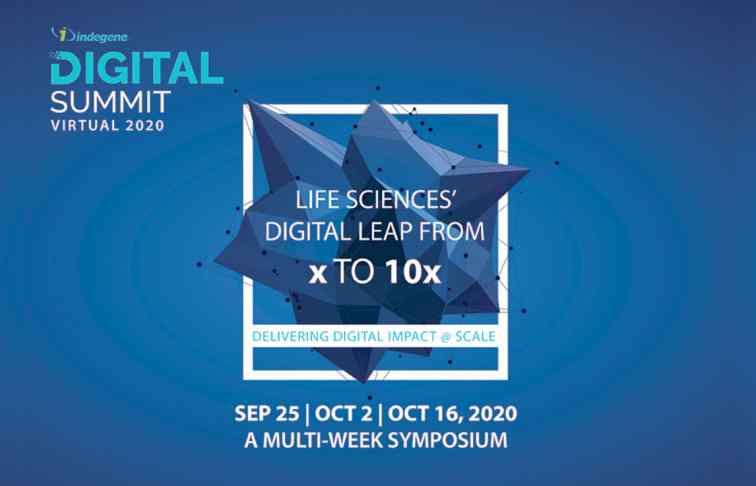 indegene
DIGITAL
SUMMIT
VIRTUAL 2020
LIFE SCIENCES'
DIGITAL LEAP FROM
x TO 10x
DELIVERING DIGITAL IMPACT @ SCALE
SEP 25 | OCT 2 | OCT 16, 2020
A MULTI-WEEK SYMPOSIUM